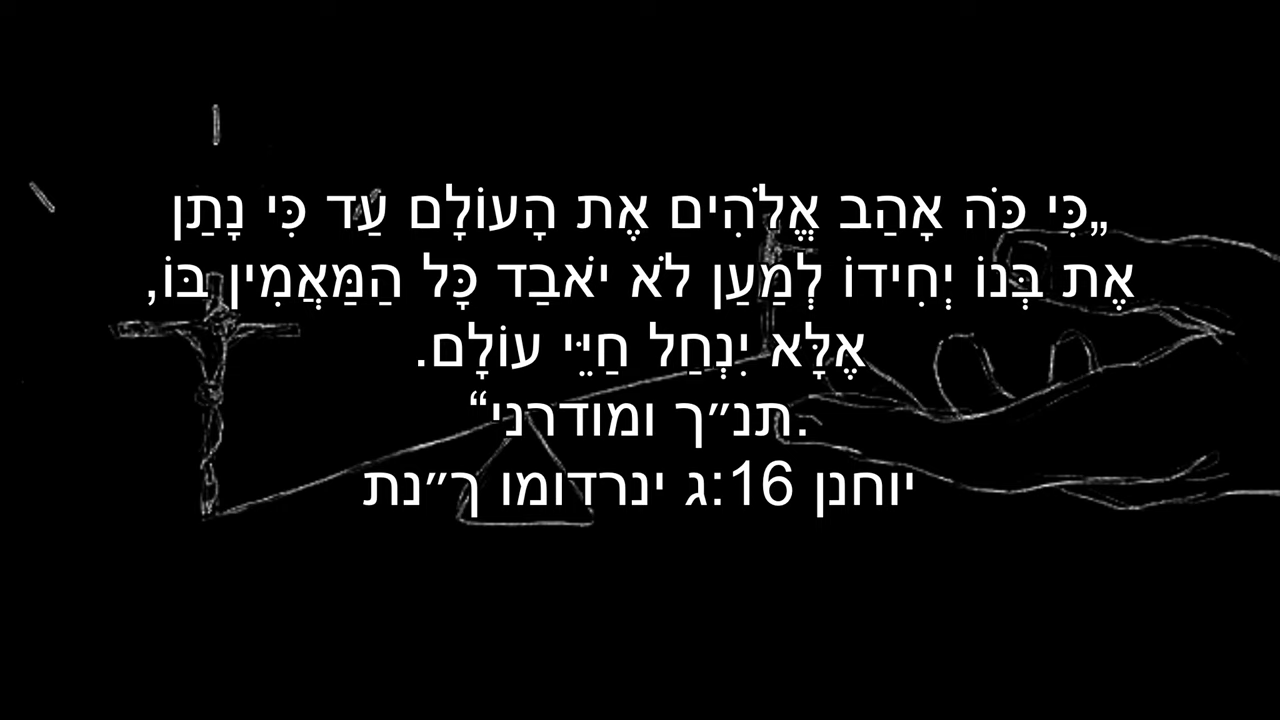 „כִּי כֹּה אָהַב אֱלֹהִים אֶת הָעוֹלָם עַד כִּי נָתַן
אֶת בְּנוֹ יְחִידוֹ לְמַעַן לֹא יֹאבַד כָּל הַמַּאֲמִין בּוֹ,
אֶלָּא יִנְחַל חַיֵּי עוֹלָם.
.תנ״ך ומודרני“
יוחנן 16:ג ינרדומו ך״נת